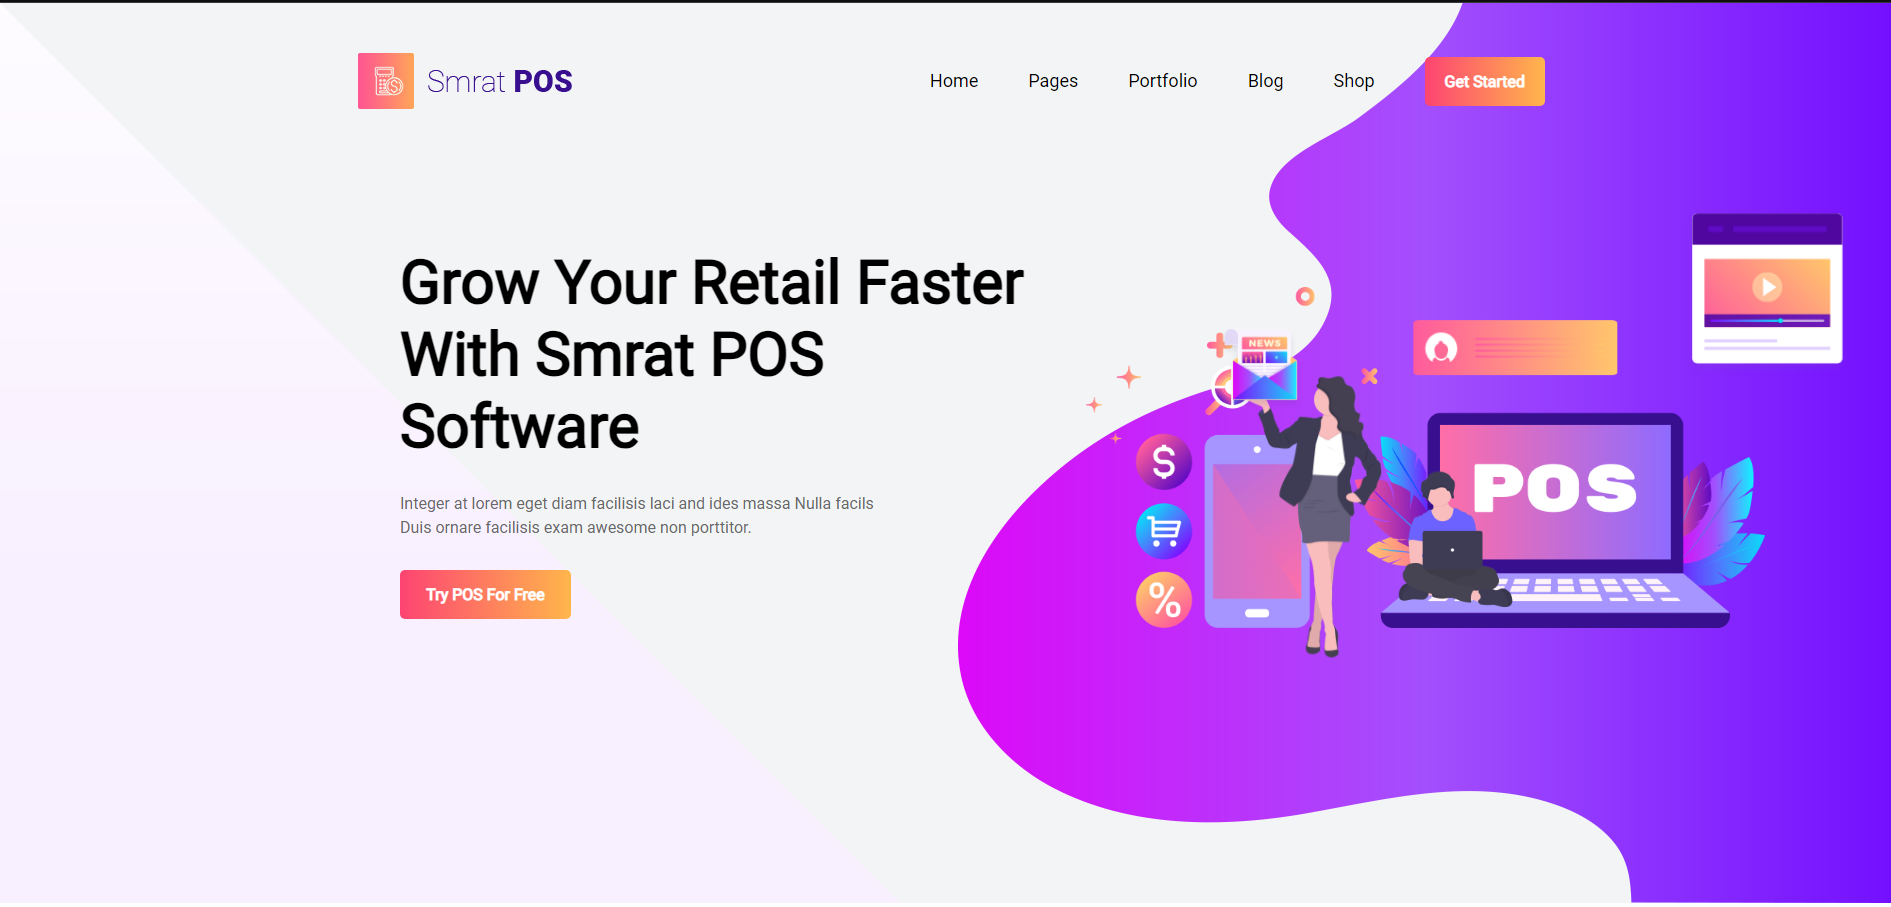 Smrat POS
Home
Pages
Portfolio
Blog
Shop
Get Started
Grow Your Retail Faster
With Smrat POS
Software
Integer at lorem eget diam facilisis laci and ides massa Nulla facils
Duis ornare facilisis exam awesome non porttitor.
Try POS For Free
NEWS
$
%
POS